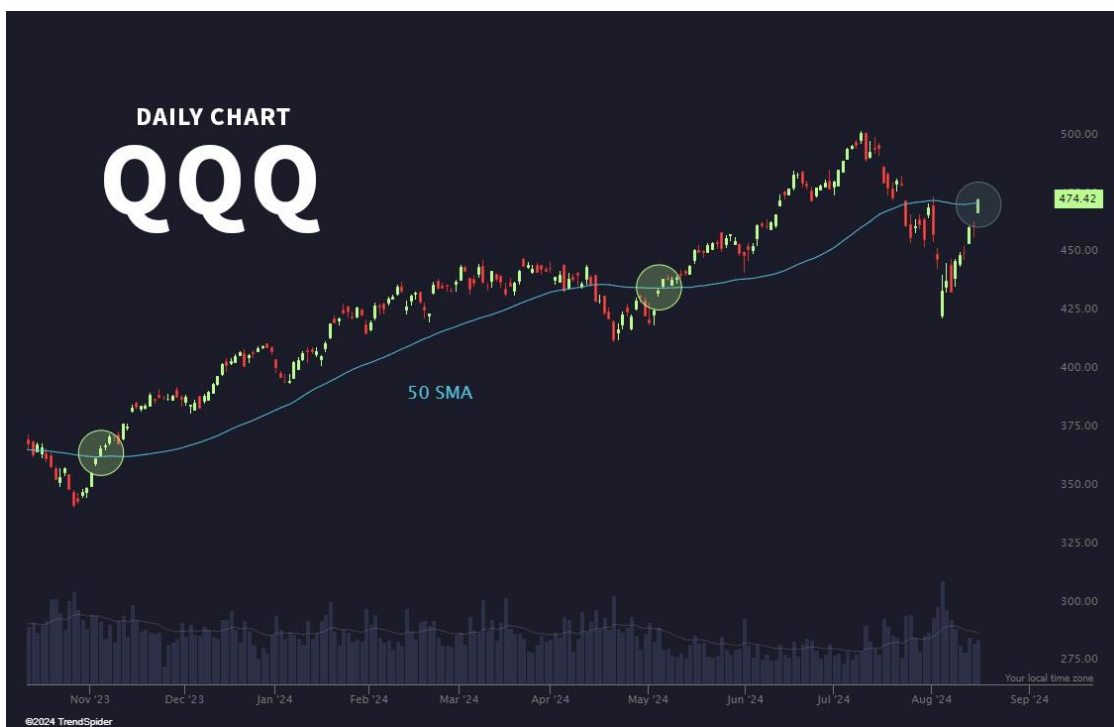 DAILY CHART
QQQ
500.00
474.42
450.00
425.00
400.00
50 SMA
375.00
350.00
325.00
300.00
275.00
Your local time zone
Nov '23 Dec '23 Jan '24 Feb '24 Mar '24 Apr '24 May '24 Jun '24 Jul '24 Aug '24 Sep '24
©2024 TrendSpider